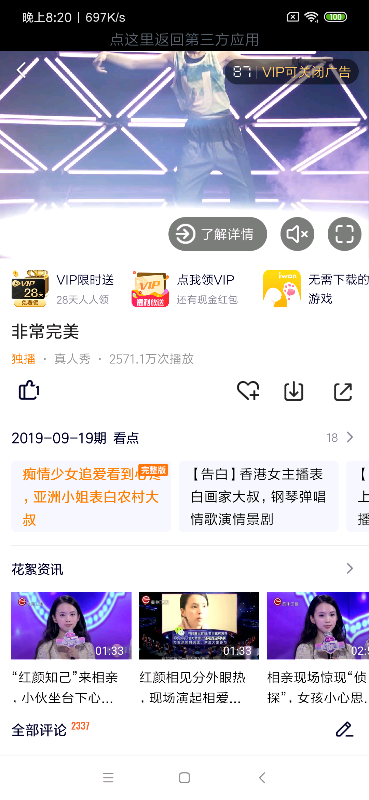 晚上8:20 | 697K/s
100
点这里返回第三方应用
87 | VIP可关闭广告
了解详情
VIP限时送
28天人人领
点我领VIP
还有现金红包
无需下载的
游戏
非常完美
独播 · 真人秀 · 2571.1万次播放
1
2019-09-19期 看点
18
痴情少女追爱看到心疼
，亚洲小姐表白农村大
叔
完整版
【告白】香港女主播表
白画家大叔，钢琴弹唱
情歌演情景剧
【
上
感
花絮资讯
01:33
01:33
02:5
“红颜知己”来相亲
，小伙坐台下心...
红颜相见分外眼热
，现场演起相爱...
相亲现场惊现“侦
探”，女孩小心思.
全部评论 2337